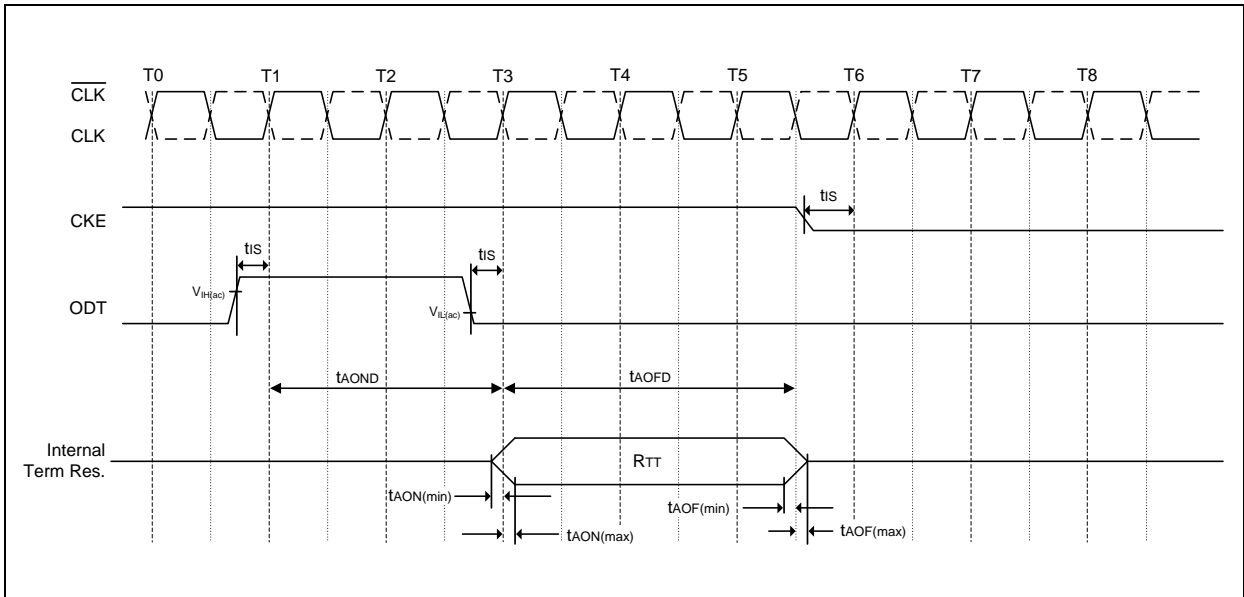 T0 T1 T2 T3 T4 T5 T6 T7 T8
CLK
CLK
CKE
tIS
tIS
tIS
VIH(ac)
ODT
VIL(ac)
tAOND
tAOFD
Internal
Term Res.
RTT
tAON(min)
tAOF(min)
tAON(max)
tAOF(max)